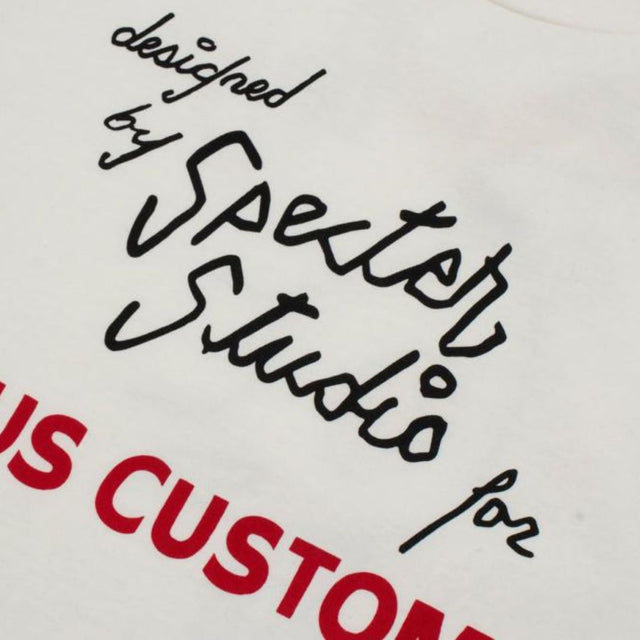 designed
by Specter
Studio for
US CUSTOM